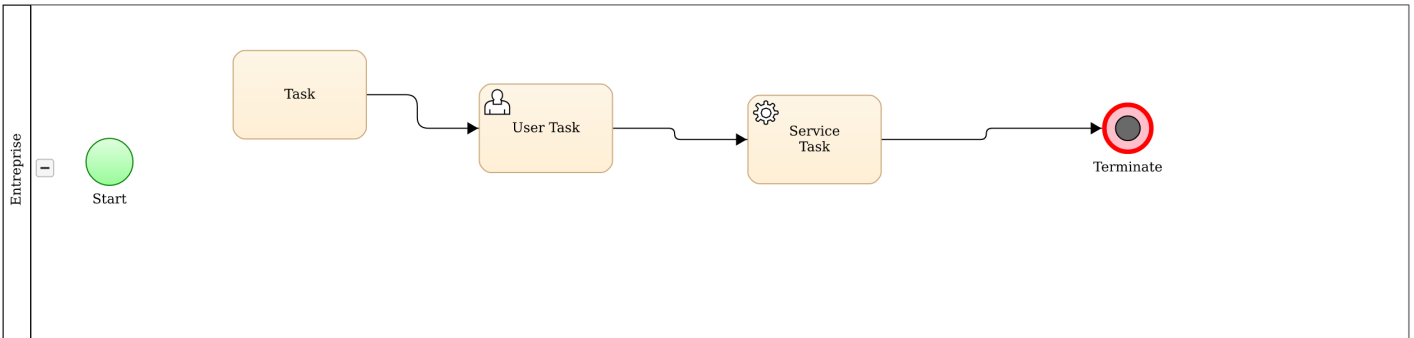 Entreprise
Start
Task
User Task
Service
Task
Terminate